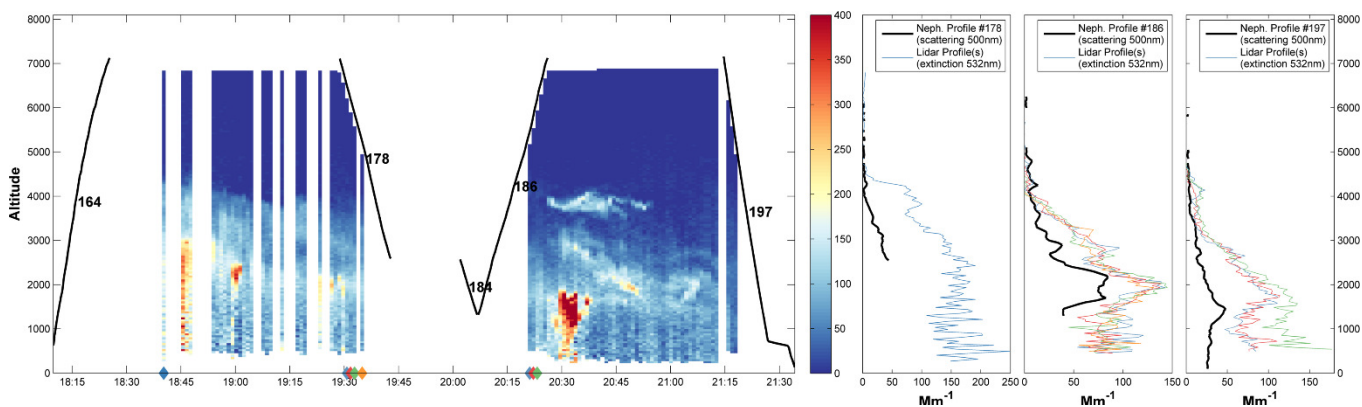 8000
7000
6000
5000
4000
3000
2000
1000
0
Altitude
164
178
184
186
197
18:15 18:30 18:45 19:00 19:15 19:30 19:45 20:00 20:15 20:30 20:45 21:00 21:15 21:30
400
350
300
250
200
150
100
50
0
Neph. Profile #178
(scattering 500nm)
Lidar Profile(s)
(extinction 532nm)
0 50 100 150 200 250
Mm-1
Neph. Profile #186
(scattering 500nm)
Lidar Profile(s)
(extinction 532nm)
0 50 100 150
Mm-1
Neph. Profile #197
(scattering 500nm)
Lidar Profile(s)
(extinction 532nm)
0 50 100 150
Mm-1
8000
7000
6000
5000
4000
3000
2000
1000
0